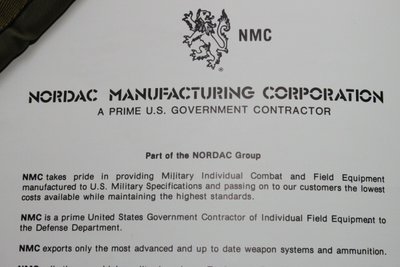 NMC
NORDAC MANUFACTURING CORPORATION
A PRIME U.S. GOVERNMENT CONTRACTOR
Part of the NORDAC Group
NMC takes pride in providing Military Individual Combat and Field Equipment
manufactured to U.S. Military Specifications and passing on to our customers the lowest
costs available while maintaining the highest standards.
NMC is a prime United States Government Contractor of Individual Field Equipment to
the Defense Department.
NMC exports only the most advanced and up to date weapon systems and ammunition.